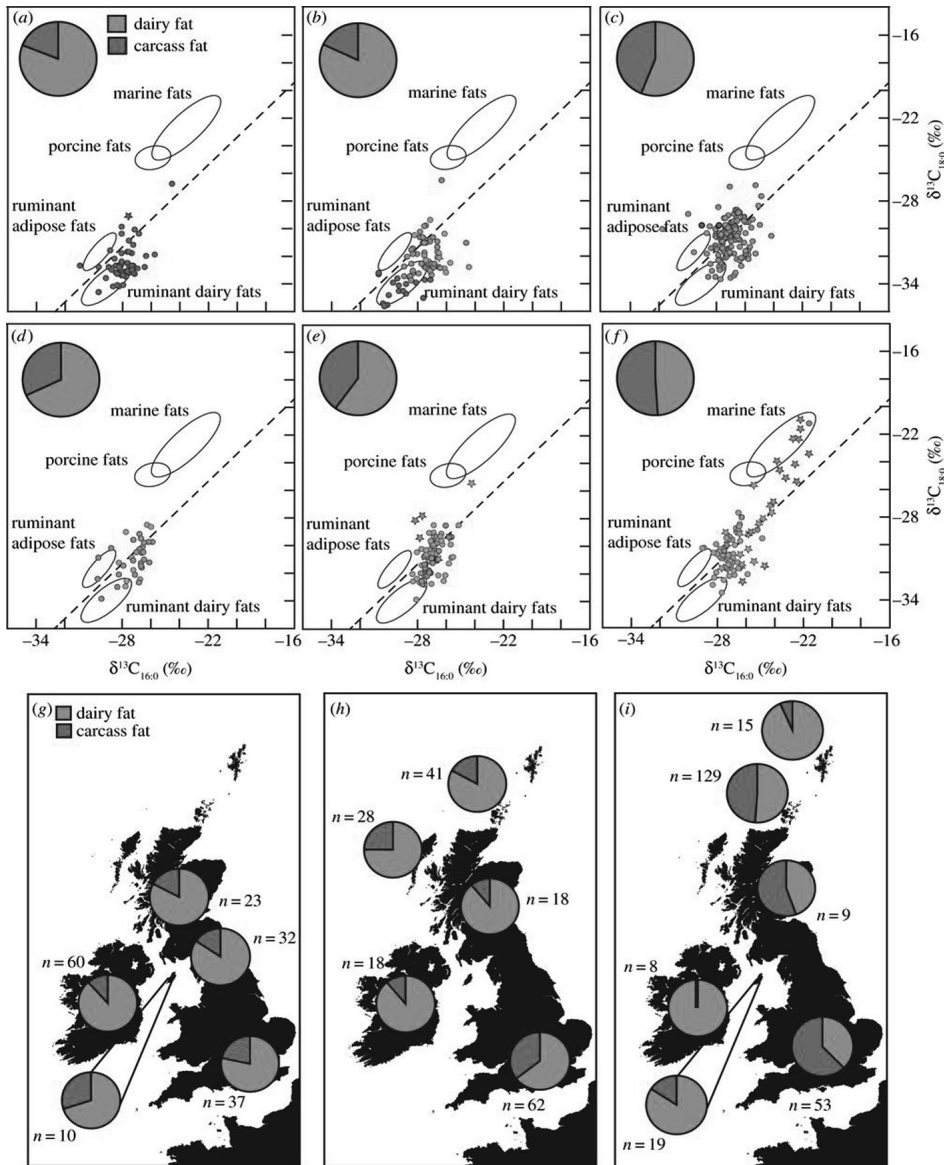 (a)
dairy fat
carcass fat
marine fats
porcine fats
ruminant
adipose fats
ruminant dairy fats
(b)
marine fats
porcine fats
ruminant
adipose fats
ruminant dairy fats
(c)
marine fats
porcine fats
ruminant
adipose fats
ruminant dairy fats
−16
−22
−28
−34
δ¹³C₁₈:₀ (‰)
(d)
marine fats
porcine fats
ruminant
adipose fats
ruminant dairy fats
(e)
marine fats
porcine fats
ruminant
adipose fats
ruminant dairy fats
(f)
marine fats
porcine fats
ruminant
adipose fats
ruminant dairy fats
−16
−22
−28
−34
δ¹³C₁₈:₀ (‰)
−34 −28 −22 −16
δ¹³C₁₆:₀ (‰)
−34 −28 −22 −16
δ¹³C₁₆:₀ (‰)
−34 −28 −22 −16
δ¹³C₁₆:₀ (‰)
(g)
dairy fat
carcass fat
n = 23
n = 32
n = 60
n = 37
n = 10
(h)
n = 41
n = 28
n = 18
n = 18
n = 62
(i)
n = 15
n = 129
n = 9
n = 8
n = 53
n = 19